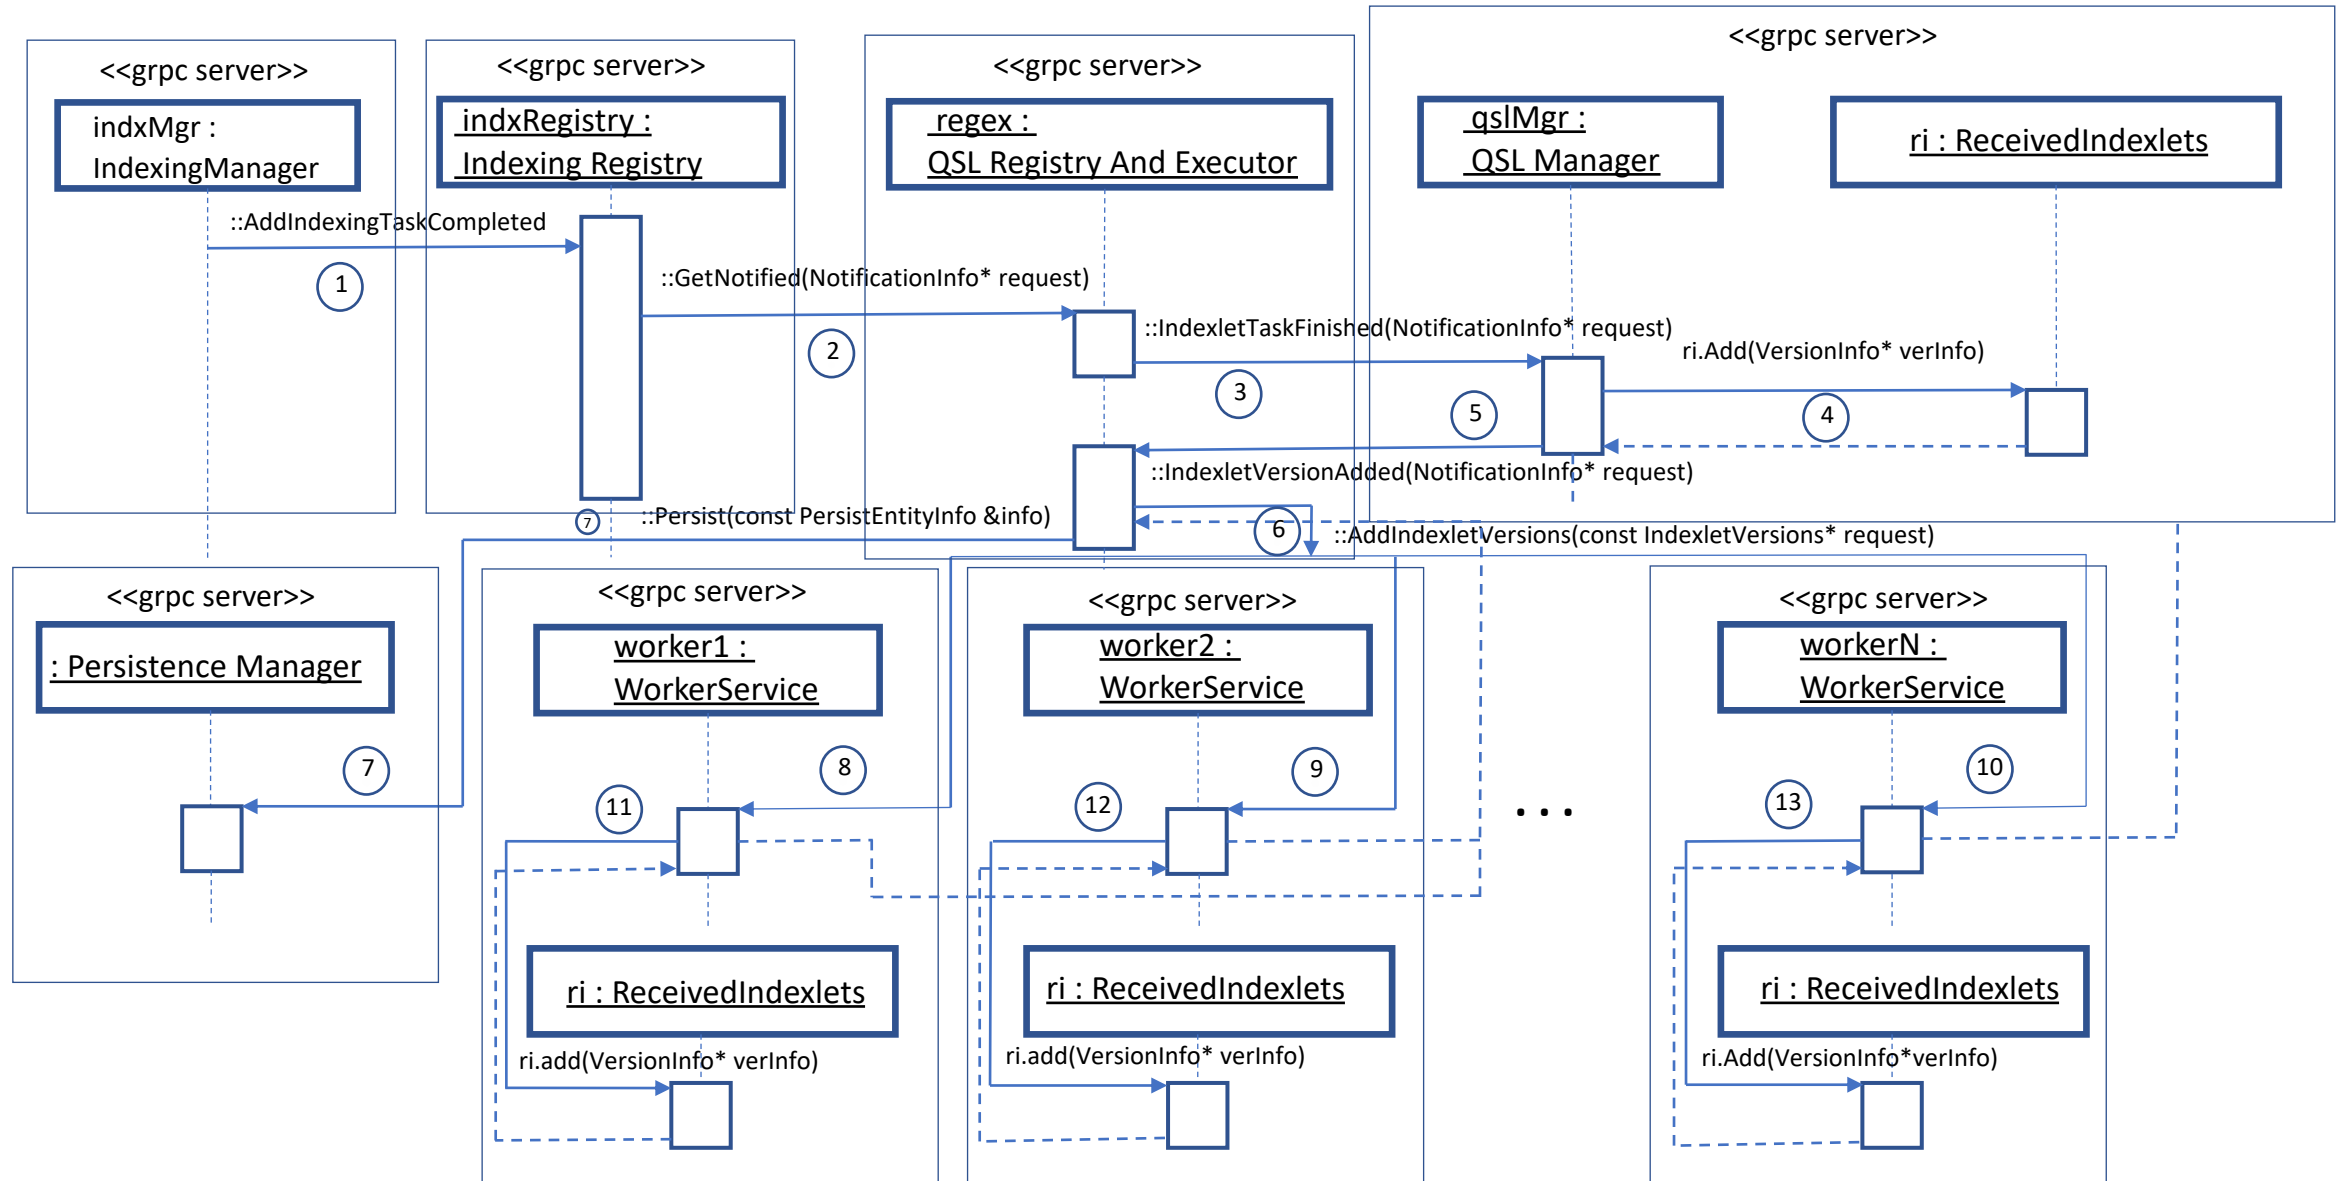 <<grpc server>>
indxMgr :
IndexingManager
<<grpc server>>
indxRegistry :
Indexing Registry
<<grpc server>>
regex :
QSL Registry And Executor
<<grpc server>>
qslMgr :
QSL Manager
ri : ReceivedIndexlets
::AddIndexingTaskCompleted
1
::GetNotified(NotificationInfo* request)
2
::IndexletTaskFinished(NotificationInfo* request)
3
ri.Add(VersionInfo* verInfo)
4
5
::IndexletVersionAdded(NotificationInfo* request)
7
::Persist(const PersistEntityInfo &info)
6
::AddIndexletVersions(const IndexletVersions* request)
<<grpc server>>
: Persistence Manager
7
<<grpc server>>
worker1 :
WorkerService
8
11
ri : ReceivedIndexlets
ri.add(VersionInfo* verInfo)
<<grpc server>>
worker2 :
WorkerService
9
12
ri : ReceivedIndexlets
ri.add(VersionInfo* verInfo)
. . .
<<grpc server>>
workerN :
WorkerService
10
13
ri : ReceivedIndexlets
ri.Add(VersionInfo*verInfo)